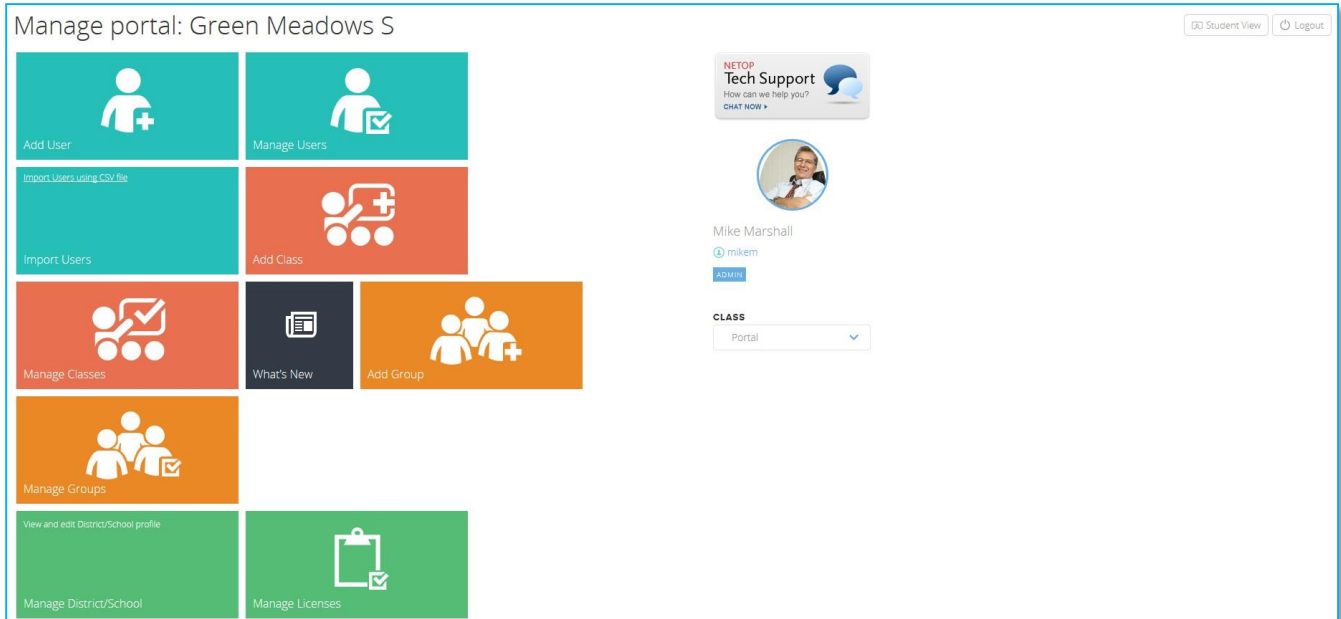 Manage portal: Green Meadows S
Student View
Logout
Add User
Manage Users
Import Users using CSV file
Import Users
Add Class
Manage Classes
What's New
Add Group
Manage Groups
View and edit District/School profile
Manage District/School
Manage Licenses
NETOP
Tech Support
How can we help you?
CHAT NOW
Mike Marshall
mikem
ADMIN
CLASS
Portal